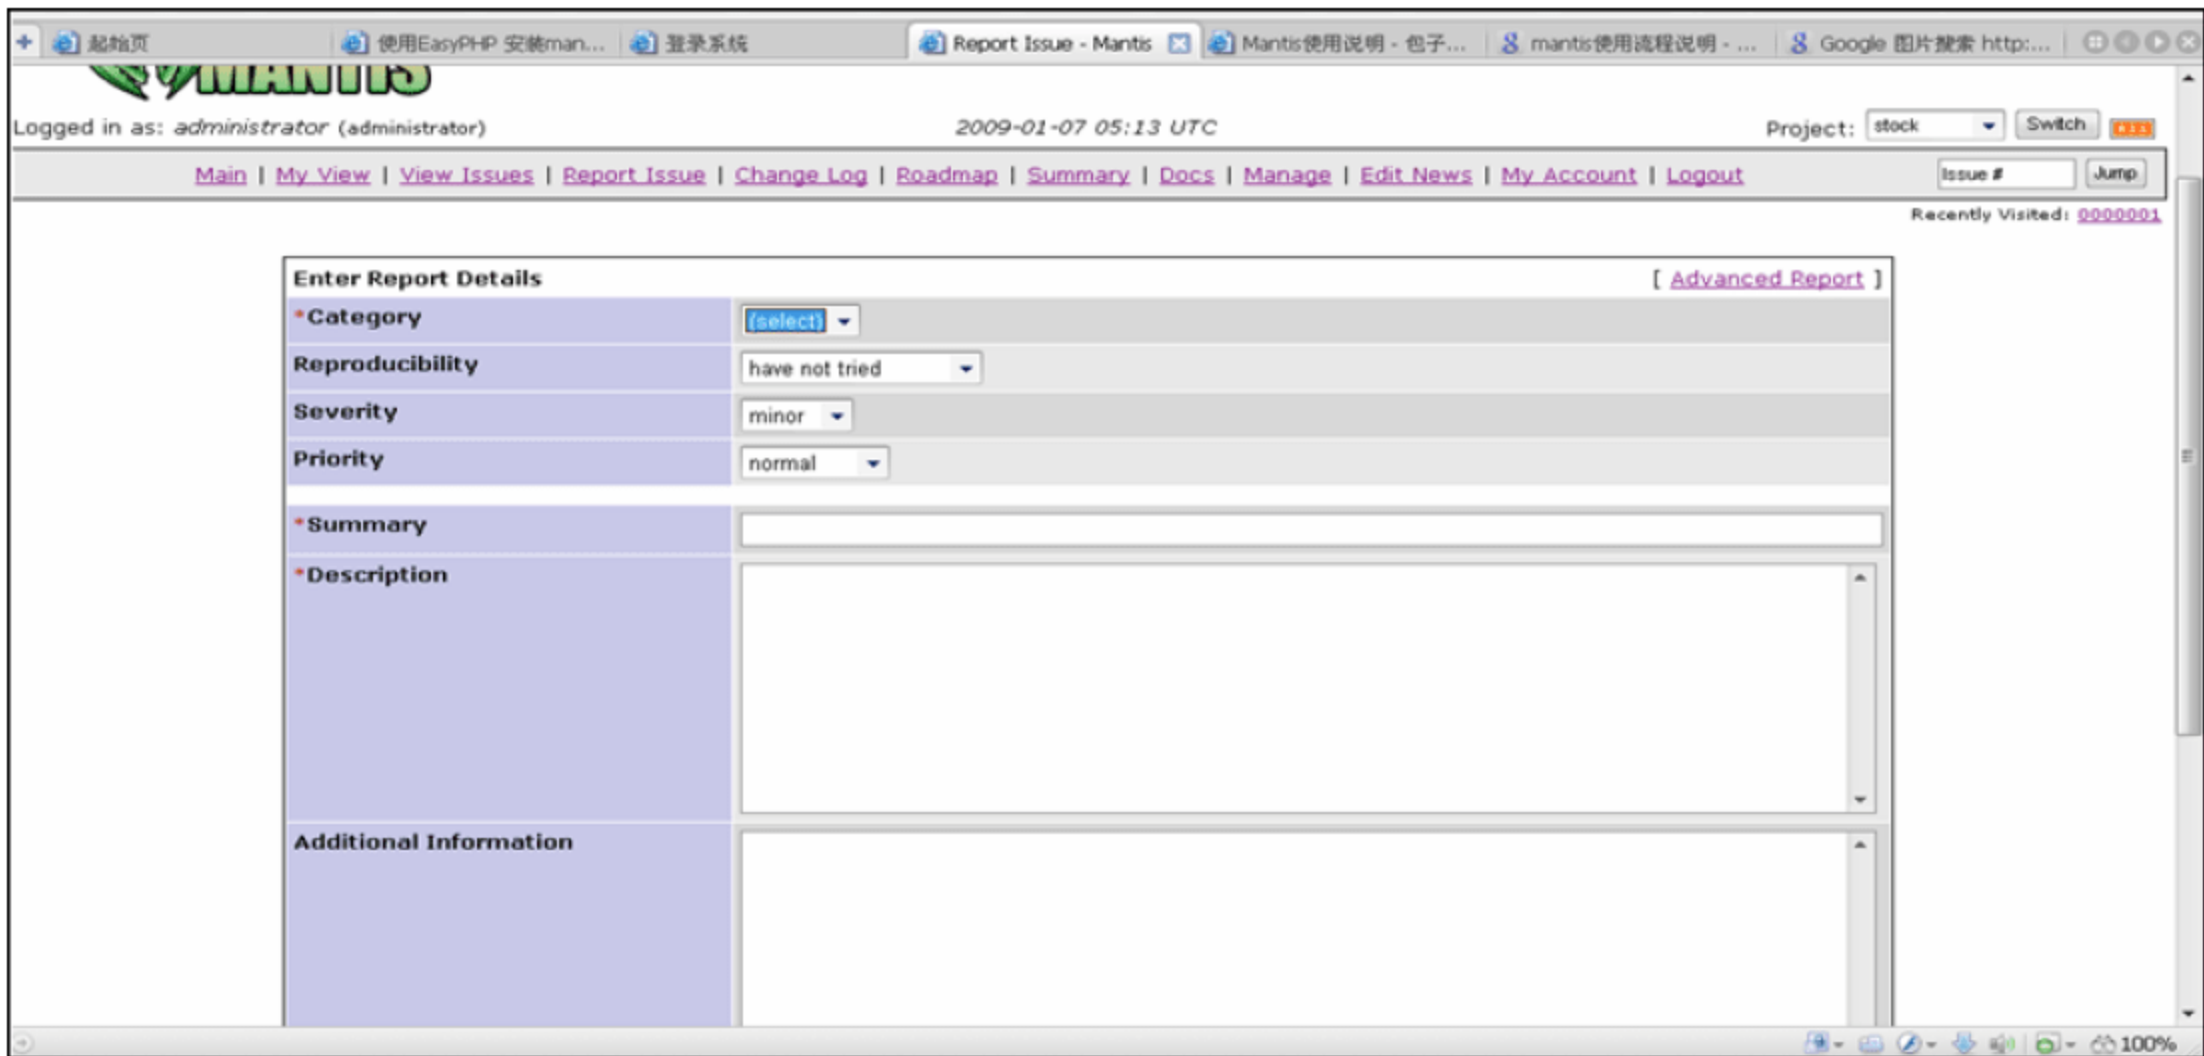 起始页 使用EasyPHP 安装man... 登录系统 Report Issue - Mantis Mantis使用说明 - 包子... mantis使用流程说明 - ... Google 图片搜索 http:...
MANTIS
Logged in as: administrator (administrator) 2009-01-07 05:13 UTC Project: stock Switch
Main | My View | View Issues | Report Issue | Change Log | Roadmap | Summary | Docs | Manage | Edit News | My Account | Logout Issue # Jump
Recently Visited: 0000001
Enter Report Details [ Advanced Report ]
*Category (select)
Reproducibility have not tried
Severity minor
Priority normal
*Summary
*Description
Additional Information
100%